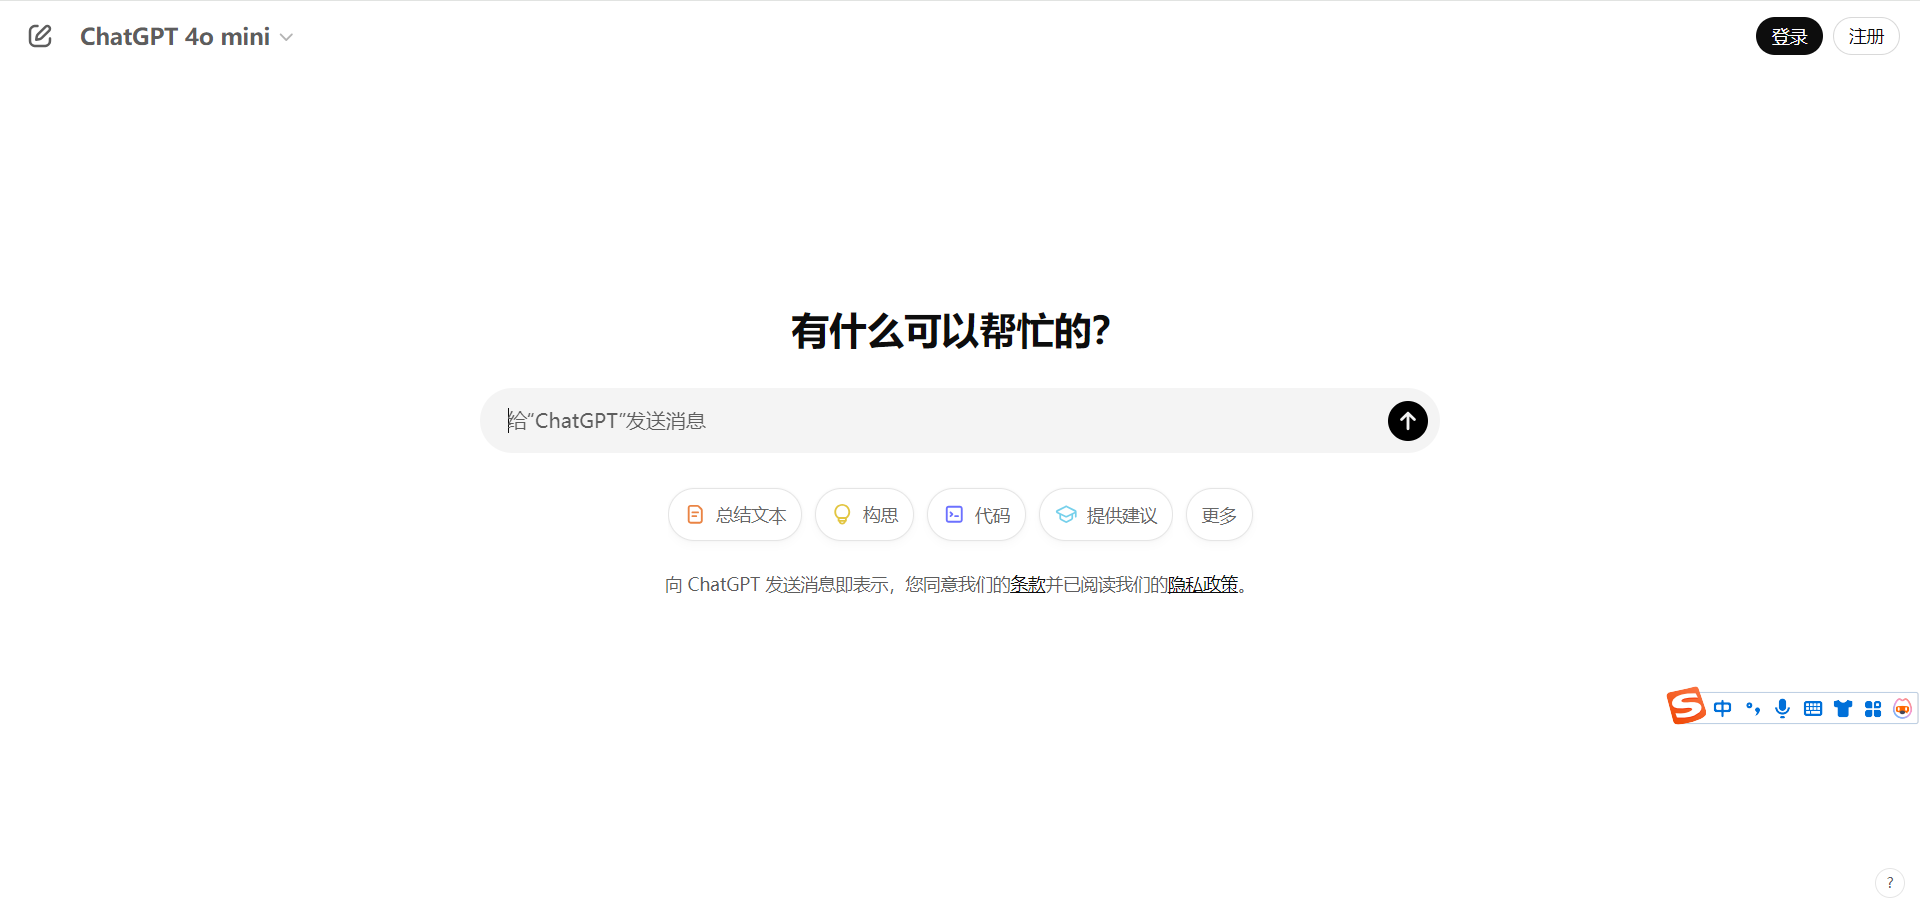 ChatGPT 4o mini
登录
注册
有什么可以帮忙的？
给“ChatGPT”发送消息
总结文本
构思
代码
提供建议
更多
向 ChatGPT 发送消息即表示，您同意我们的条款并已阅读我们的隐私政策。
S 中 °,
?